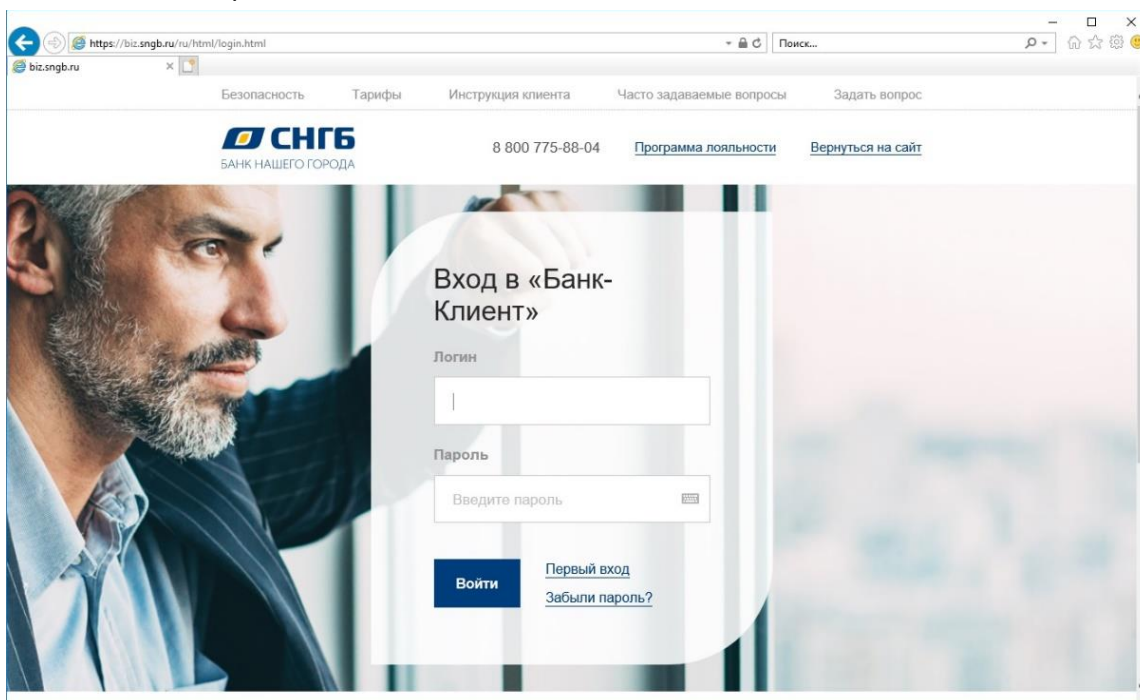 https://biz.sngb.ru/ru/html/login.html
Поиск...
biz.sngb.ru
Безопасность Тарифы Инструкция клиента Часто задаваемые вопросы Задать вопрос
СНГБ
БАНК НАШЕГО ГОРОДА
8 800 775-88-04 Программа лояльности Вернуться на сайт
Вход в «Банк-
Клиент»
Логин
Пароль
Введите пароль
Войти
Первый вход
Забыли пароль?